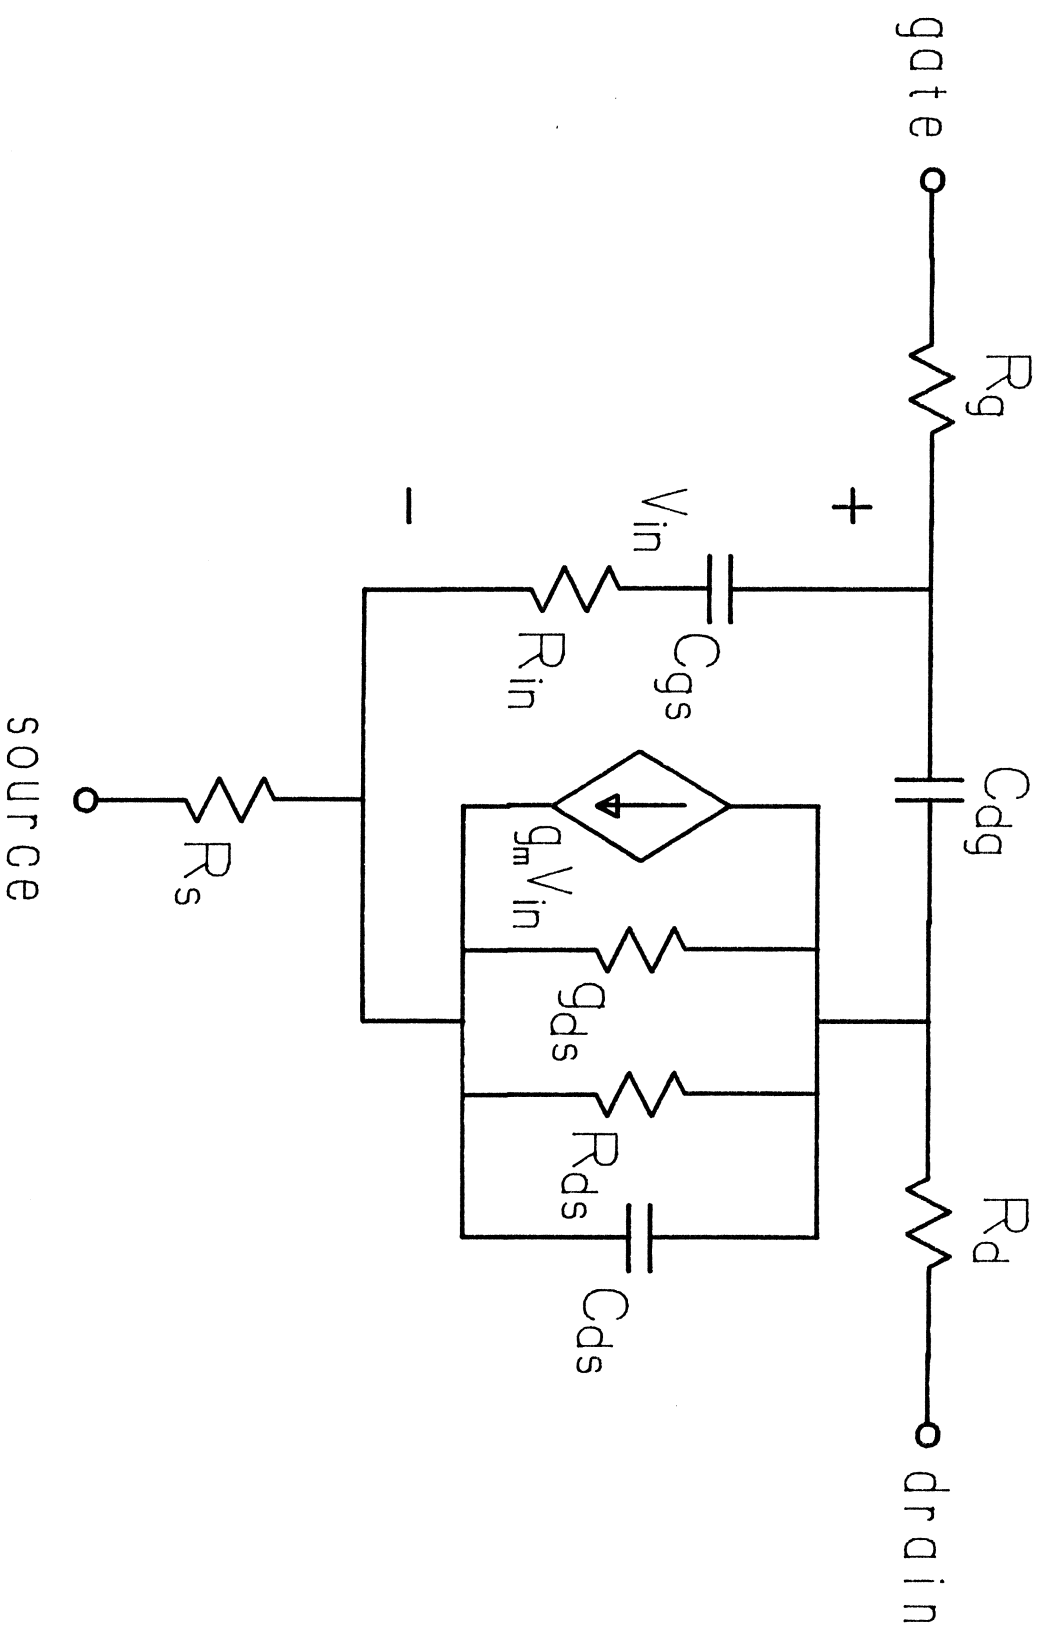 gate
Rg
Cdg
Rd
drain
+
Vin
−
Cgs
Rin
gmVin
gds
Rds
Cds
Rs
source